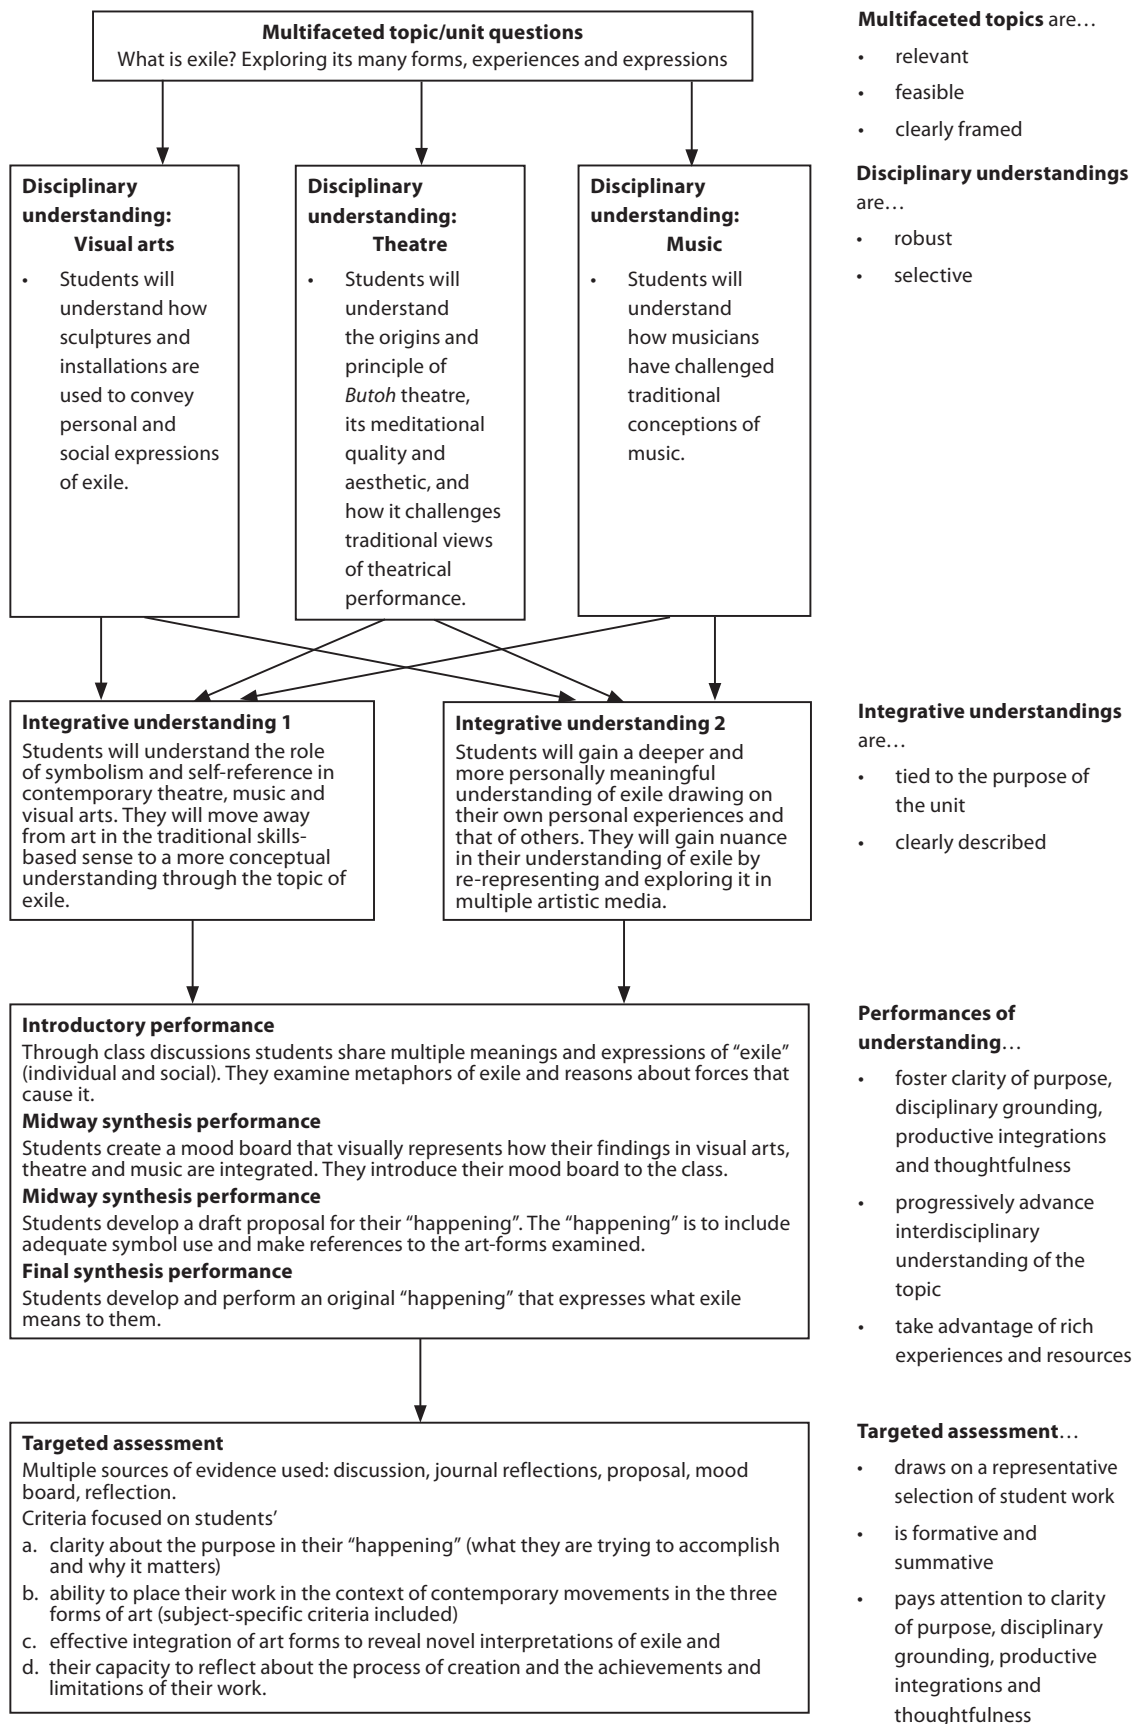 Multifaceted topic/unit questions
What is exile? Exploring its many forms, experiences and expressions
Multifaceted topics are…
• relevant
• feasible
• clearly framed
Disciplinary
understanding:
Visual arts
• Students will
understand how
sculptures and
installations are
used to convey
personal and
social expressions
of exile.
Disciplinary
understanding:
Theatre
• Students will
understand
the origins and
principle of
Butoh theatre,
its meditational
quality and
aesthetic, and
how it challenges
traditional views
of theatrical
performance.
Disciplinary
understanding:
Music
• Students will
understand
how musicians
have challenged
traditional
conceptions of
music.
Disciplinary understandings
are…
• robust
• selective
Integrative understanding 1
Students will understand the role
of symbolism and self-reference in
contemporary theatre, music and
visual arts. They will move away
from art in the traditional skills-
based sense to a more conceptual
understanding through the topic of
exile.
Integrative understanding 2
Students will gain a deeper and
more personally meaningful
understanding of exile drawing on
their own personal experiences and
that of others. They will gain nuance
in their understanding of exile by
re-representing and exploring it in
multiple artistic media.
Integrative understandings
are…
• tied to the purpose of
the unit
• clearly described
Introductory performance
Through class discussions students share multiple meanings and expressions of “exile”
(individual and social). They examine metaphors of exile and reasons about forces that
cause it.
Midway synthesis performance
Students create a mood board that visually represents how their findings in visual arts,
theatre and music are integrated. They introduce their mood board to the class.
Midway synthesis performance
Students develop a draft proposal for their “happening”. The “happening” is to include
adequate symbol use and make references to the art-forms examined.
Final synthesis performance
Students develop and perform an original “happening” that expresses what exile
means to them.
Performances of
understanding…
• foster clarity of purpose,
disciplinary grounding,
productive integrations
and thoughtfulness
• progressively advance
interdisciplinary
understanding of the
topic
• take advantage of rich
experiences and resources
Targeted assessment
Multiple sources of evidence used: discussion, journal reflections, proposal, mood
board, reflection.
Criteria focused on students’
a. clarity about the purpose in their “happening” (what they are trying to accomplish
and why it matters)
b. ability to place their work in the context of contemporary movements in the three
forms of art (subject-specific criteria included)
c. effective integration of art forms to reveal novel interpretations of exile and
d. their capacity to reflect about the process of creation and the achievements and
limitations of their work.
Targeted assessment…
• draws on a representative
selection of student work
• is formative and
summative
• pays attention to clarity
of purpose, disciplinary
grounding, productive
integrations and
thoughtfulness